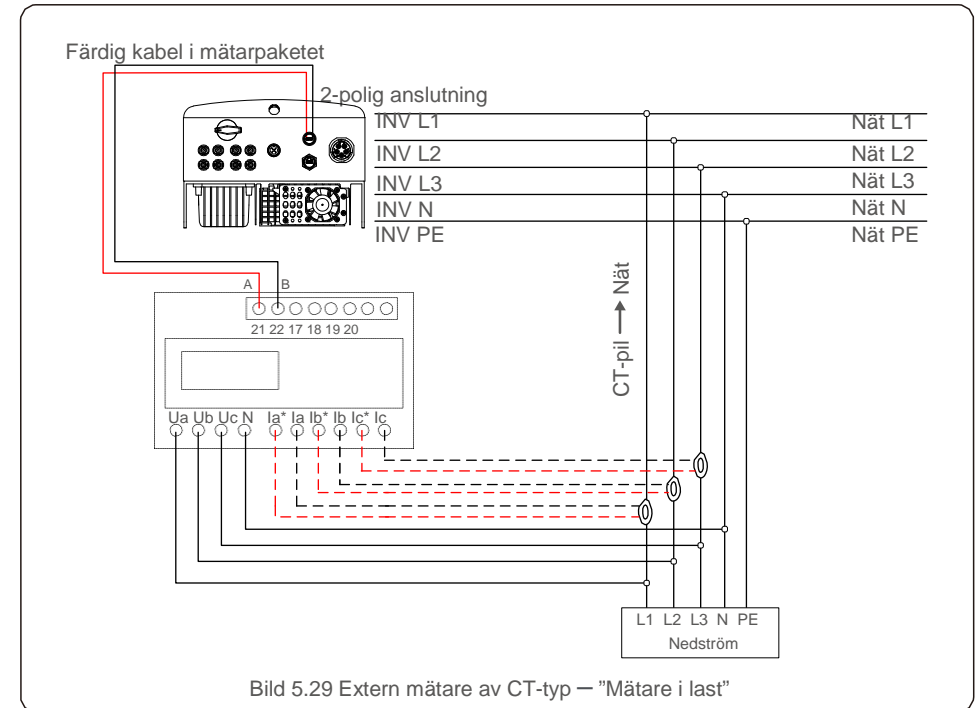 Färdig kabel i mätarpaketet
2-polig anslutning
INV L1 Nät L1
INV L2 Nät L2
INV L3 Nät L3
INV N Nät N
INV PE Nät PE
CT-pil → Nät
A B
21 22 17 18 19 20
Ua Ub Uc N Ia* Ia Ib* Ib Ic* Ic
L1 L2 L3 N PE
Nedström
Bild 5.29 Extern mätare av CT-typ — ”Mätare i last”